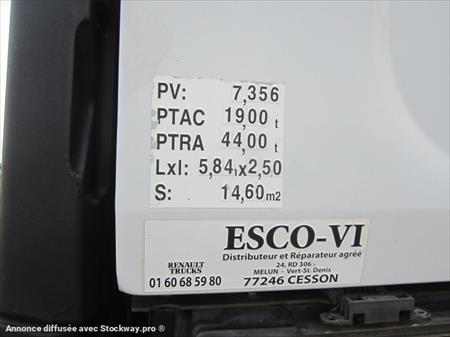 PV: 7,356
PTAC 19,00 t
PTRA 44,00 t
Lxl: 5,84 x 2,50
S: 14,60 m2
ESCO-VI
Distributeur et Réparateur agréé
24, RD 306 -
MELUN - Vert-St. Denis
77246 CESSON
RENAULT
TRUCKS
01 60 68 59 80
Annonce diffusée avec Stockway.pro ®